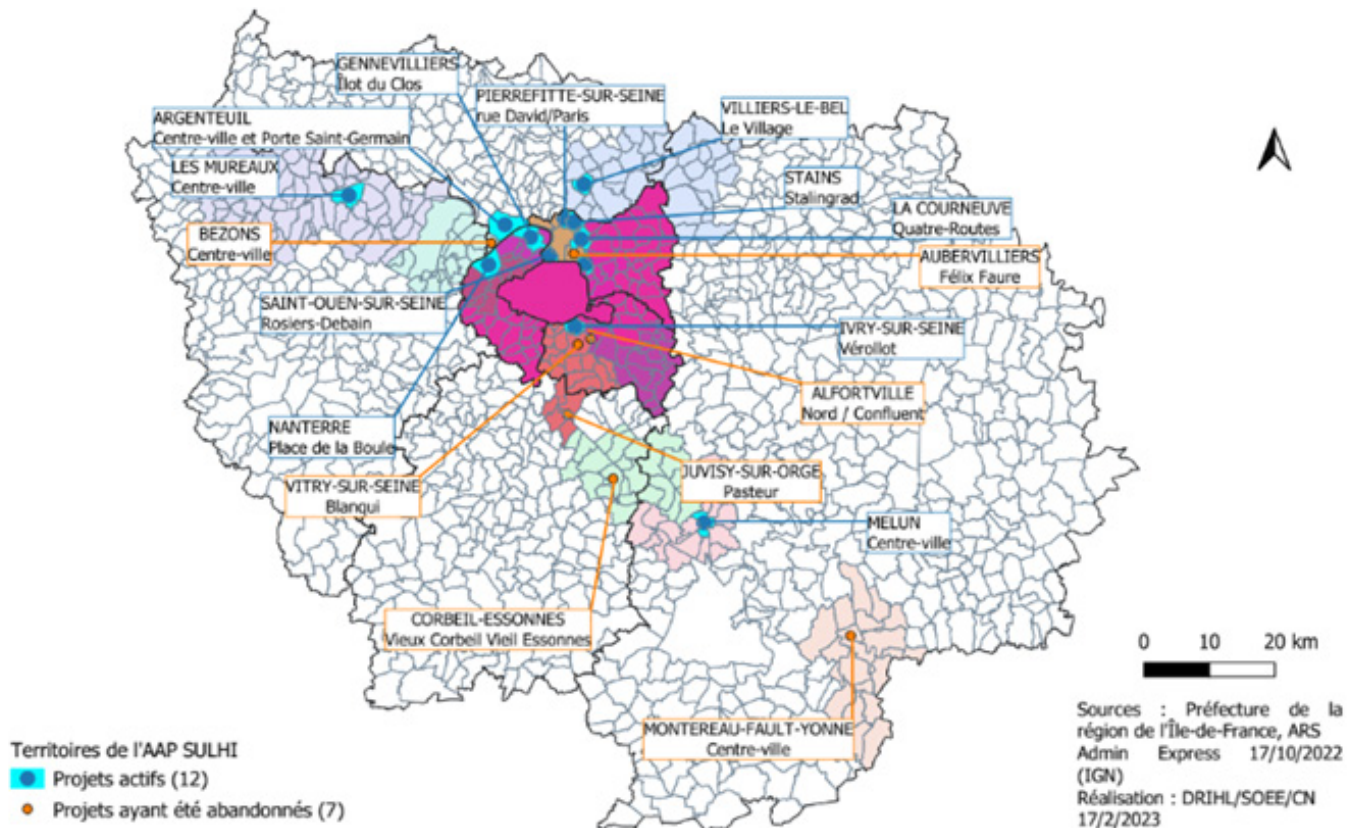 GENNEVILLIERS
Îlot du Clos
PIERREFITTE-SUR-SEINE
rue David/Paris
VILLIERS-LE-BEL
Le Village
ARGENTEUIL
Centre-ville et Porte Saint-Germain
LES MUREAUX
Centre-ville
STAINS
Stalingrad
LA COURNEUVE
Quatre-Routes
BEZONS
Centre-ville
AUBERVILLIERS
Félix Faure
SAINT-OUEN-SUR-SEINE
Rosiers-Debain
IVRY-SUR-SEINE
Vérollot
ALFORTVILLE
Nord / Confluent
NANTERRE
Place de la Boule
VITRY-SUR-SEINE
Blanqui
JUVISY-SUR-ORGE
Pasteur
MELUN
Centre-ville
CORBEIL-ESSONNES
Vieux Corbeil Vieil Essonnes
MONTEREAU-FAULT-YONNE
Centre-ville
0 10 20 km
Sources : Préfecture de la
région de l'Île-de-France, ARS
Admin Express 17/10/2022
(IGN)
Réalisation : DRIHL/SOEE/CN
17/2/2023
Territoires de l'AAP SULHI
Projets actifs (12)
Projets ayant été abandonnés (7)